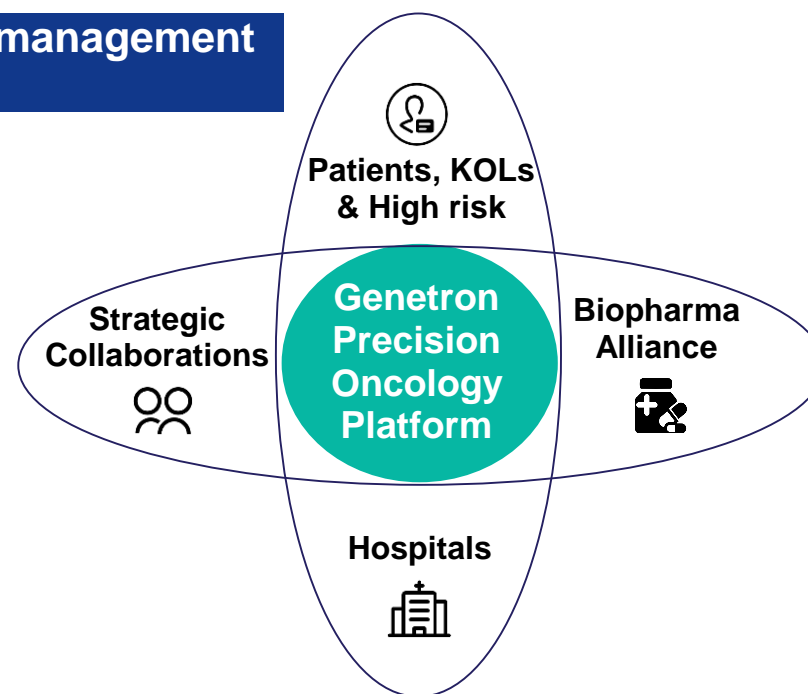 management
Patients, KOLs
& High risk
Strategic
Collaborations
Genetron
Precision
Oncology
Platform
Biopharma
Alliance
Hospitals